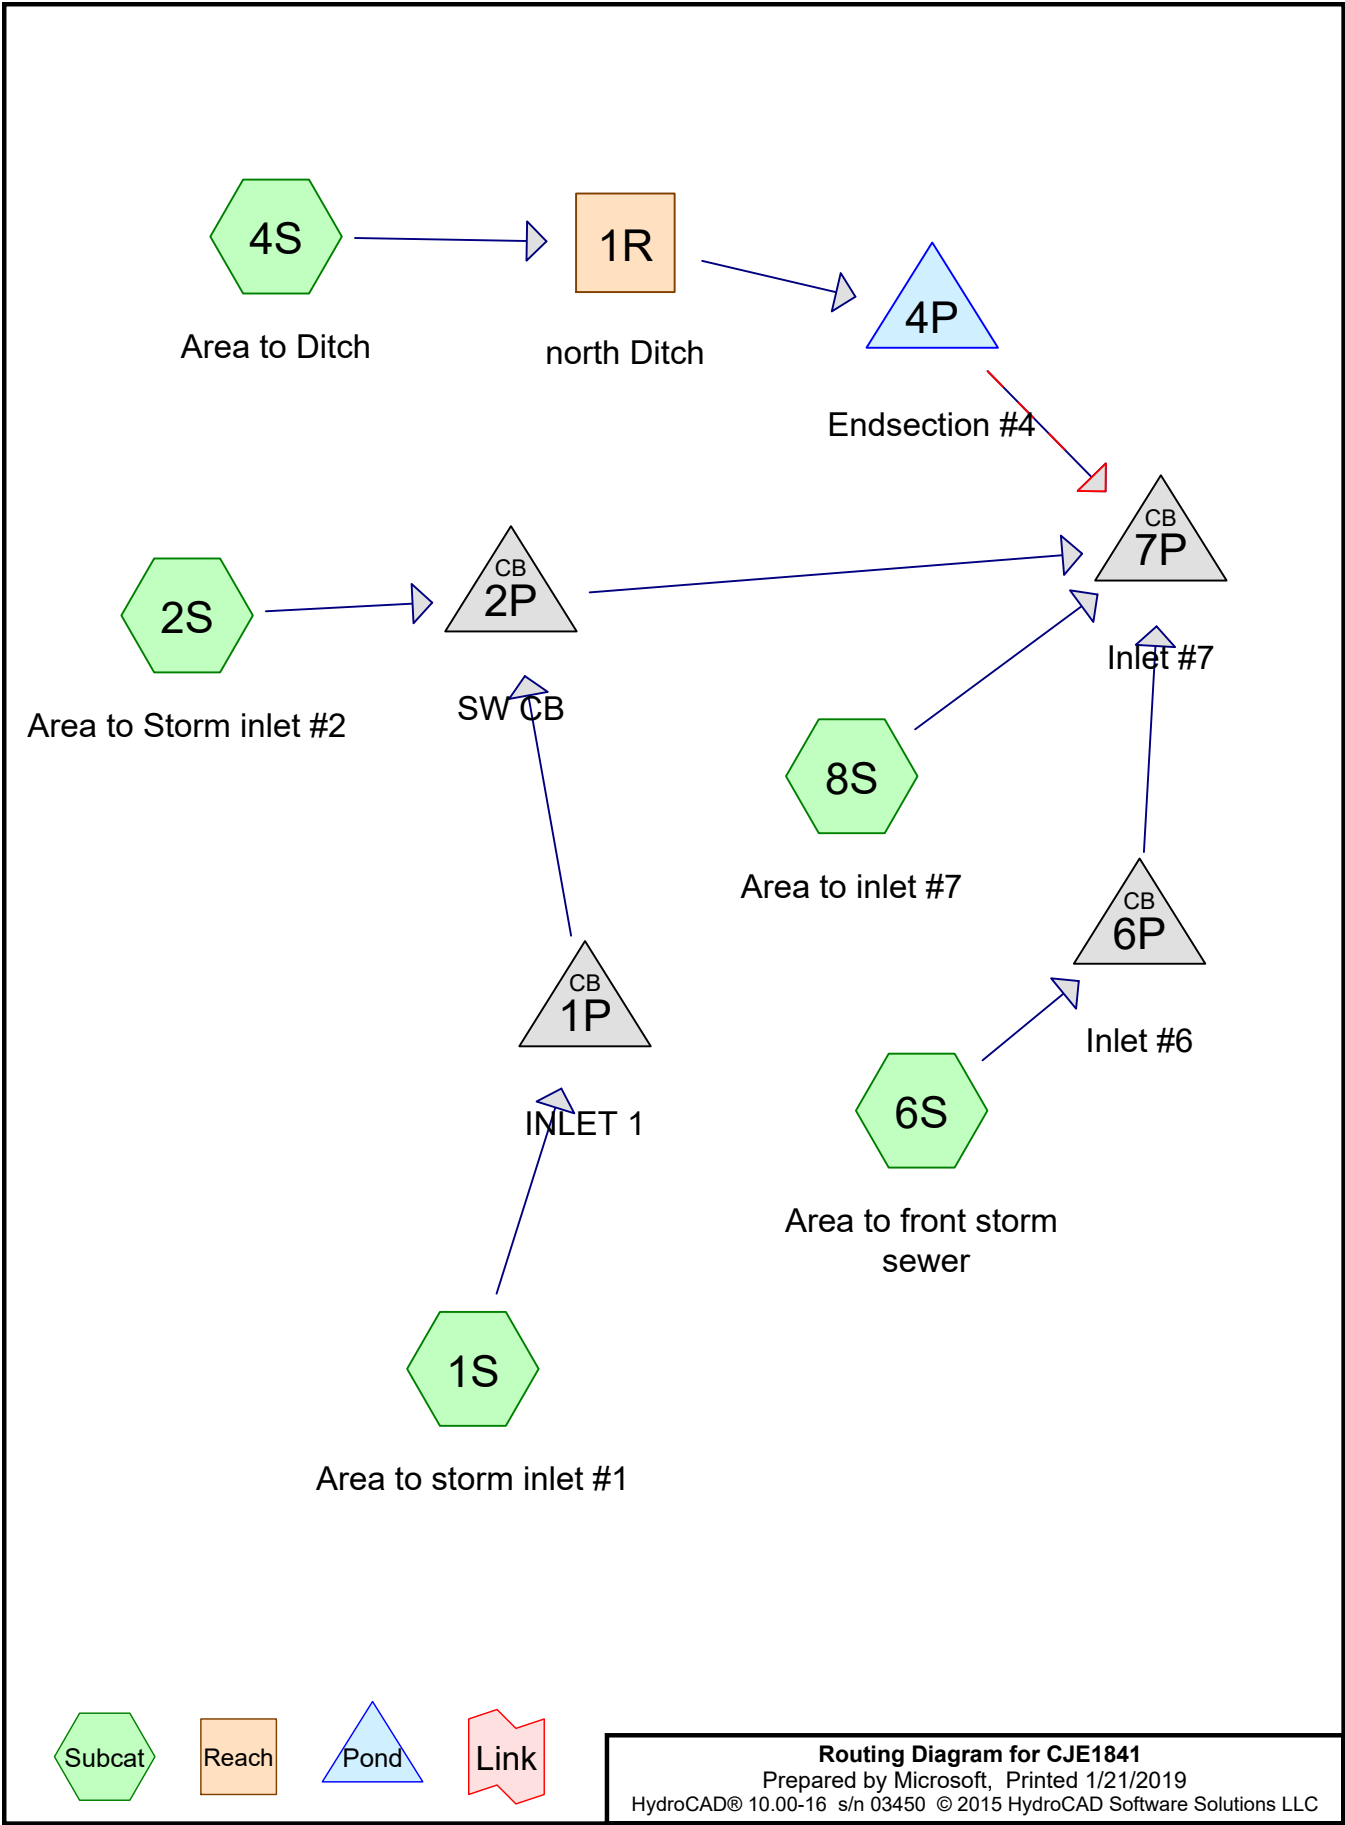 4S
Area to Ditch
1R
north Ditch
4P
Endsection #4
CB
7P
Inlet #7
2S
Area to Storm inlet #2
CB
2P
SW CB
8S
Area to inlet #7
CB
6P
Inlet #6
CB
1P
INLET 1
6S
Area to front storm
sewer
1S
Area to storm inlet #1
Subcat
Reach
Pond
Link
Routing Diagram for CJE1841
Prepared by Microsoft, Printed 1/21/2019
HydroCAD® 10.00-16 s/n 03450 © 2015 HydroCAD Software Solutions LLC